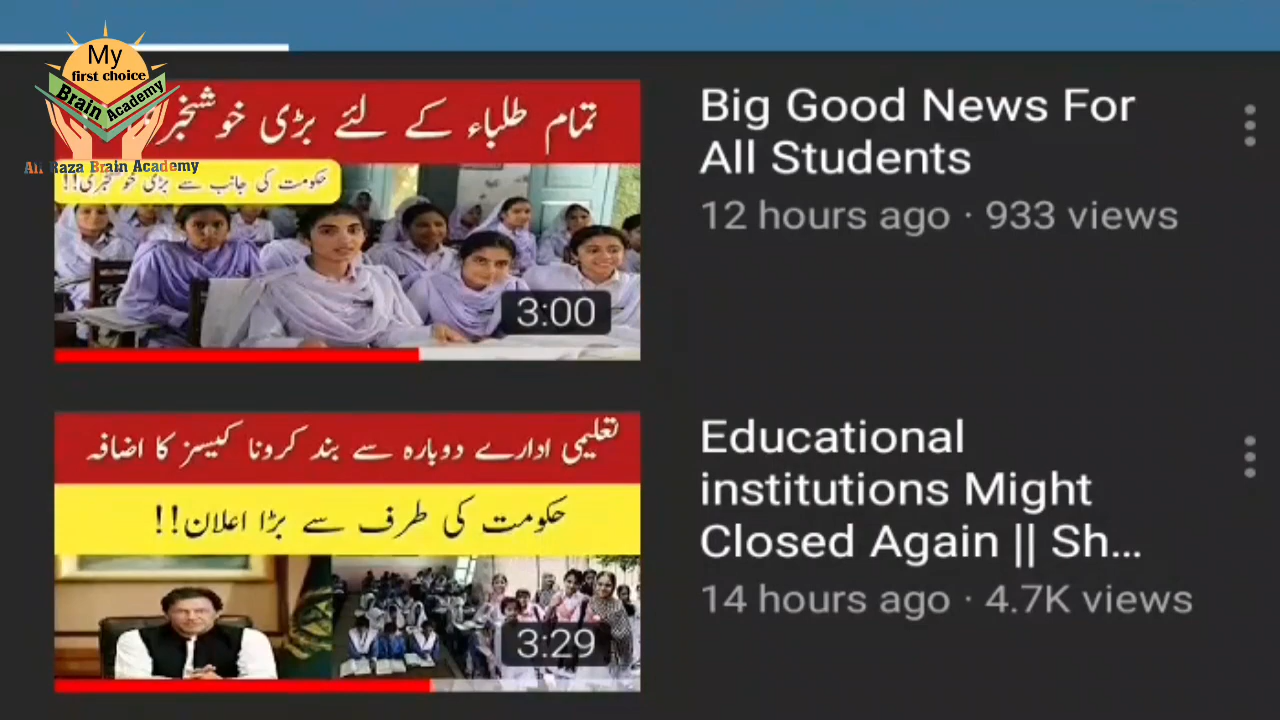 My
first choice
Brain Academy
Ali Raza Brain Academy
تمام طلباء کے لئے بڑی خوشخبری
حکومت کی جانب سے بڑی خوشخبری!!
3:00
Big Good News For
All Students
12 hours ago · 933 views
تعلیمی ادارے دوبارہ سے بند کرونا کیسز کا اضافہ
حکومت کی طرف سے بڑا اعلان!!
3:29
Educational
institutions Might
Closed Again || Sh...
14 hours ago · 4.7K views